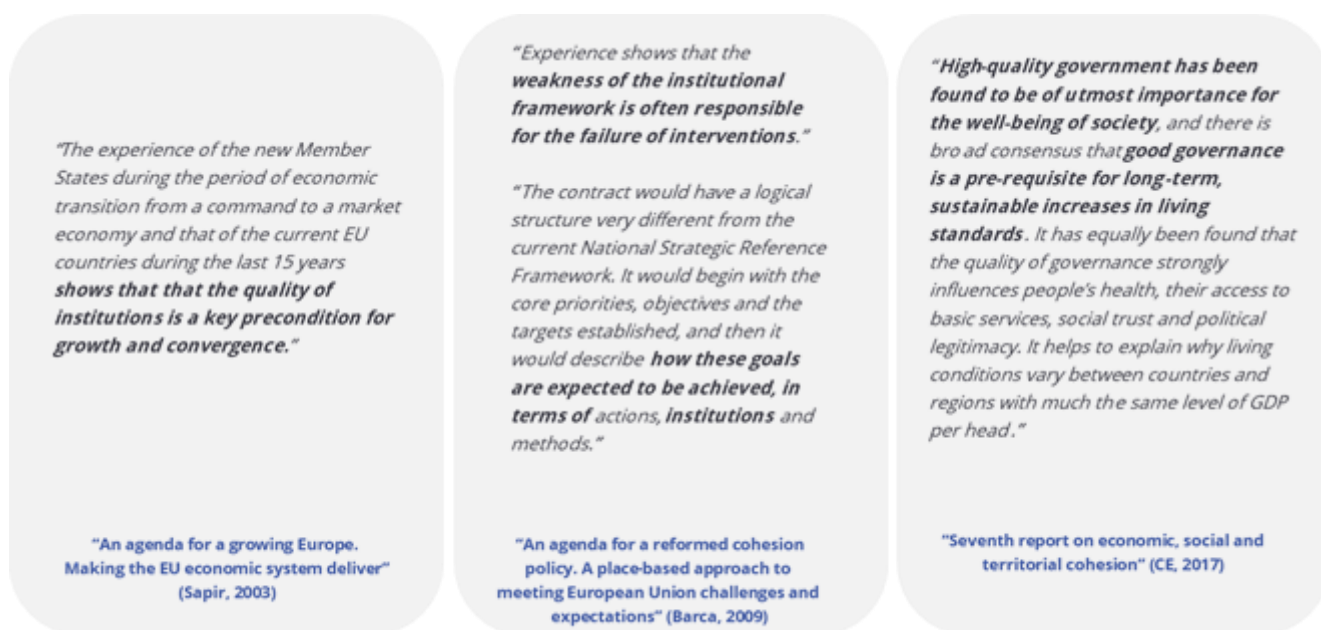 “The experience of the new Member
States during the period of economic
transition from a command to a market
economy and that of the current EU
countries during the last 15 years
shows that that the quality of
institutions is a key precondition for
growth and convergence.”
“An agenda for a growing Europe.
Making the EU economic system deliver”
(Sapir, 2003)
“Experience shows that the
weakness of the institutional
framework is often responsible
for the failure of interventions.”
“The contract would have a logical
structure very different from the
current National Strategic Reference
Framework. It would begin with the
core priorities, objectives and the
targets established, and then it
would describe how these goals
are expected to be achieved, in
terms of actions, institutions and
methods.”
“An agenda for a reformed cohesion
policy. A place-based approach to
meeting European Union challenges and
expectations” (Barca, 2009)
“High-quality government has been
found to be of utmost importance for
the well-being of society, and there is
broad consensus that good governance
is a pre-requisite for long-term,
sustainable increases in living
standards. It has equally been found that
the quality of governance strongly
influences people’s health, their access to
basic services, social trust and political
legitimacy. It helps to explain why living
conditions vary between countries and
regions with much the same level of GDP
per head.”
“Seventh report on economic, social and
territorial cohesion” (CE, 2017)